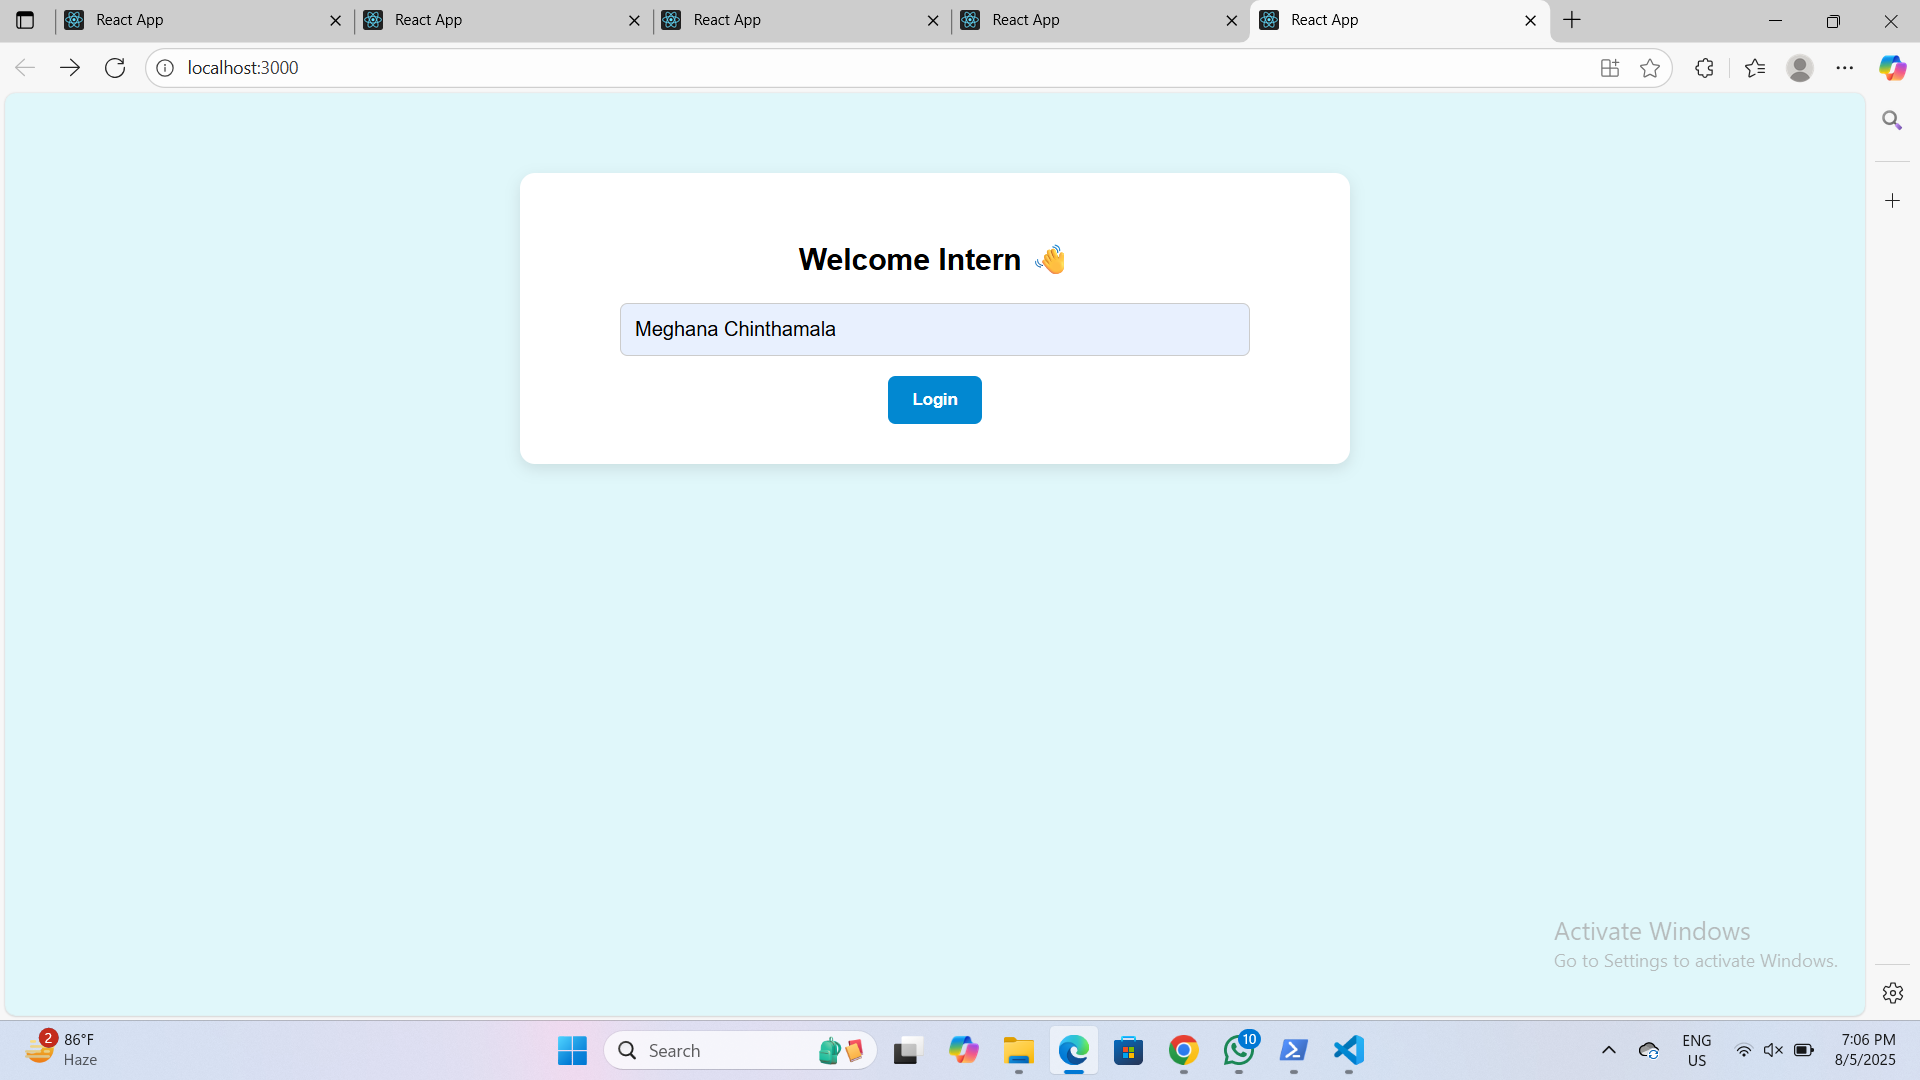 React App
React App
React App
React App
React App
localhost:3000
Welcome Intern 👋
Meghana Chinthamala
Login
Activate Windows
Go to Settings to activate Windows.
2
86°F
Haze
Search
10
ENG
US
7:06 PM
8/5/2025